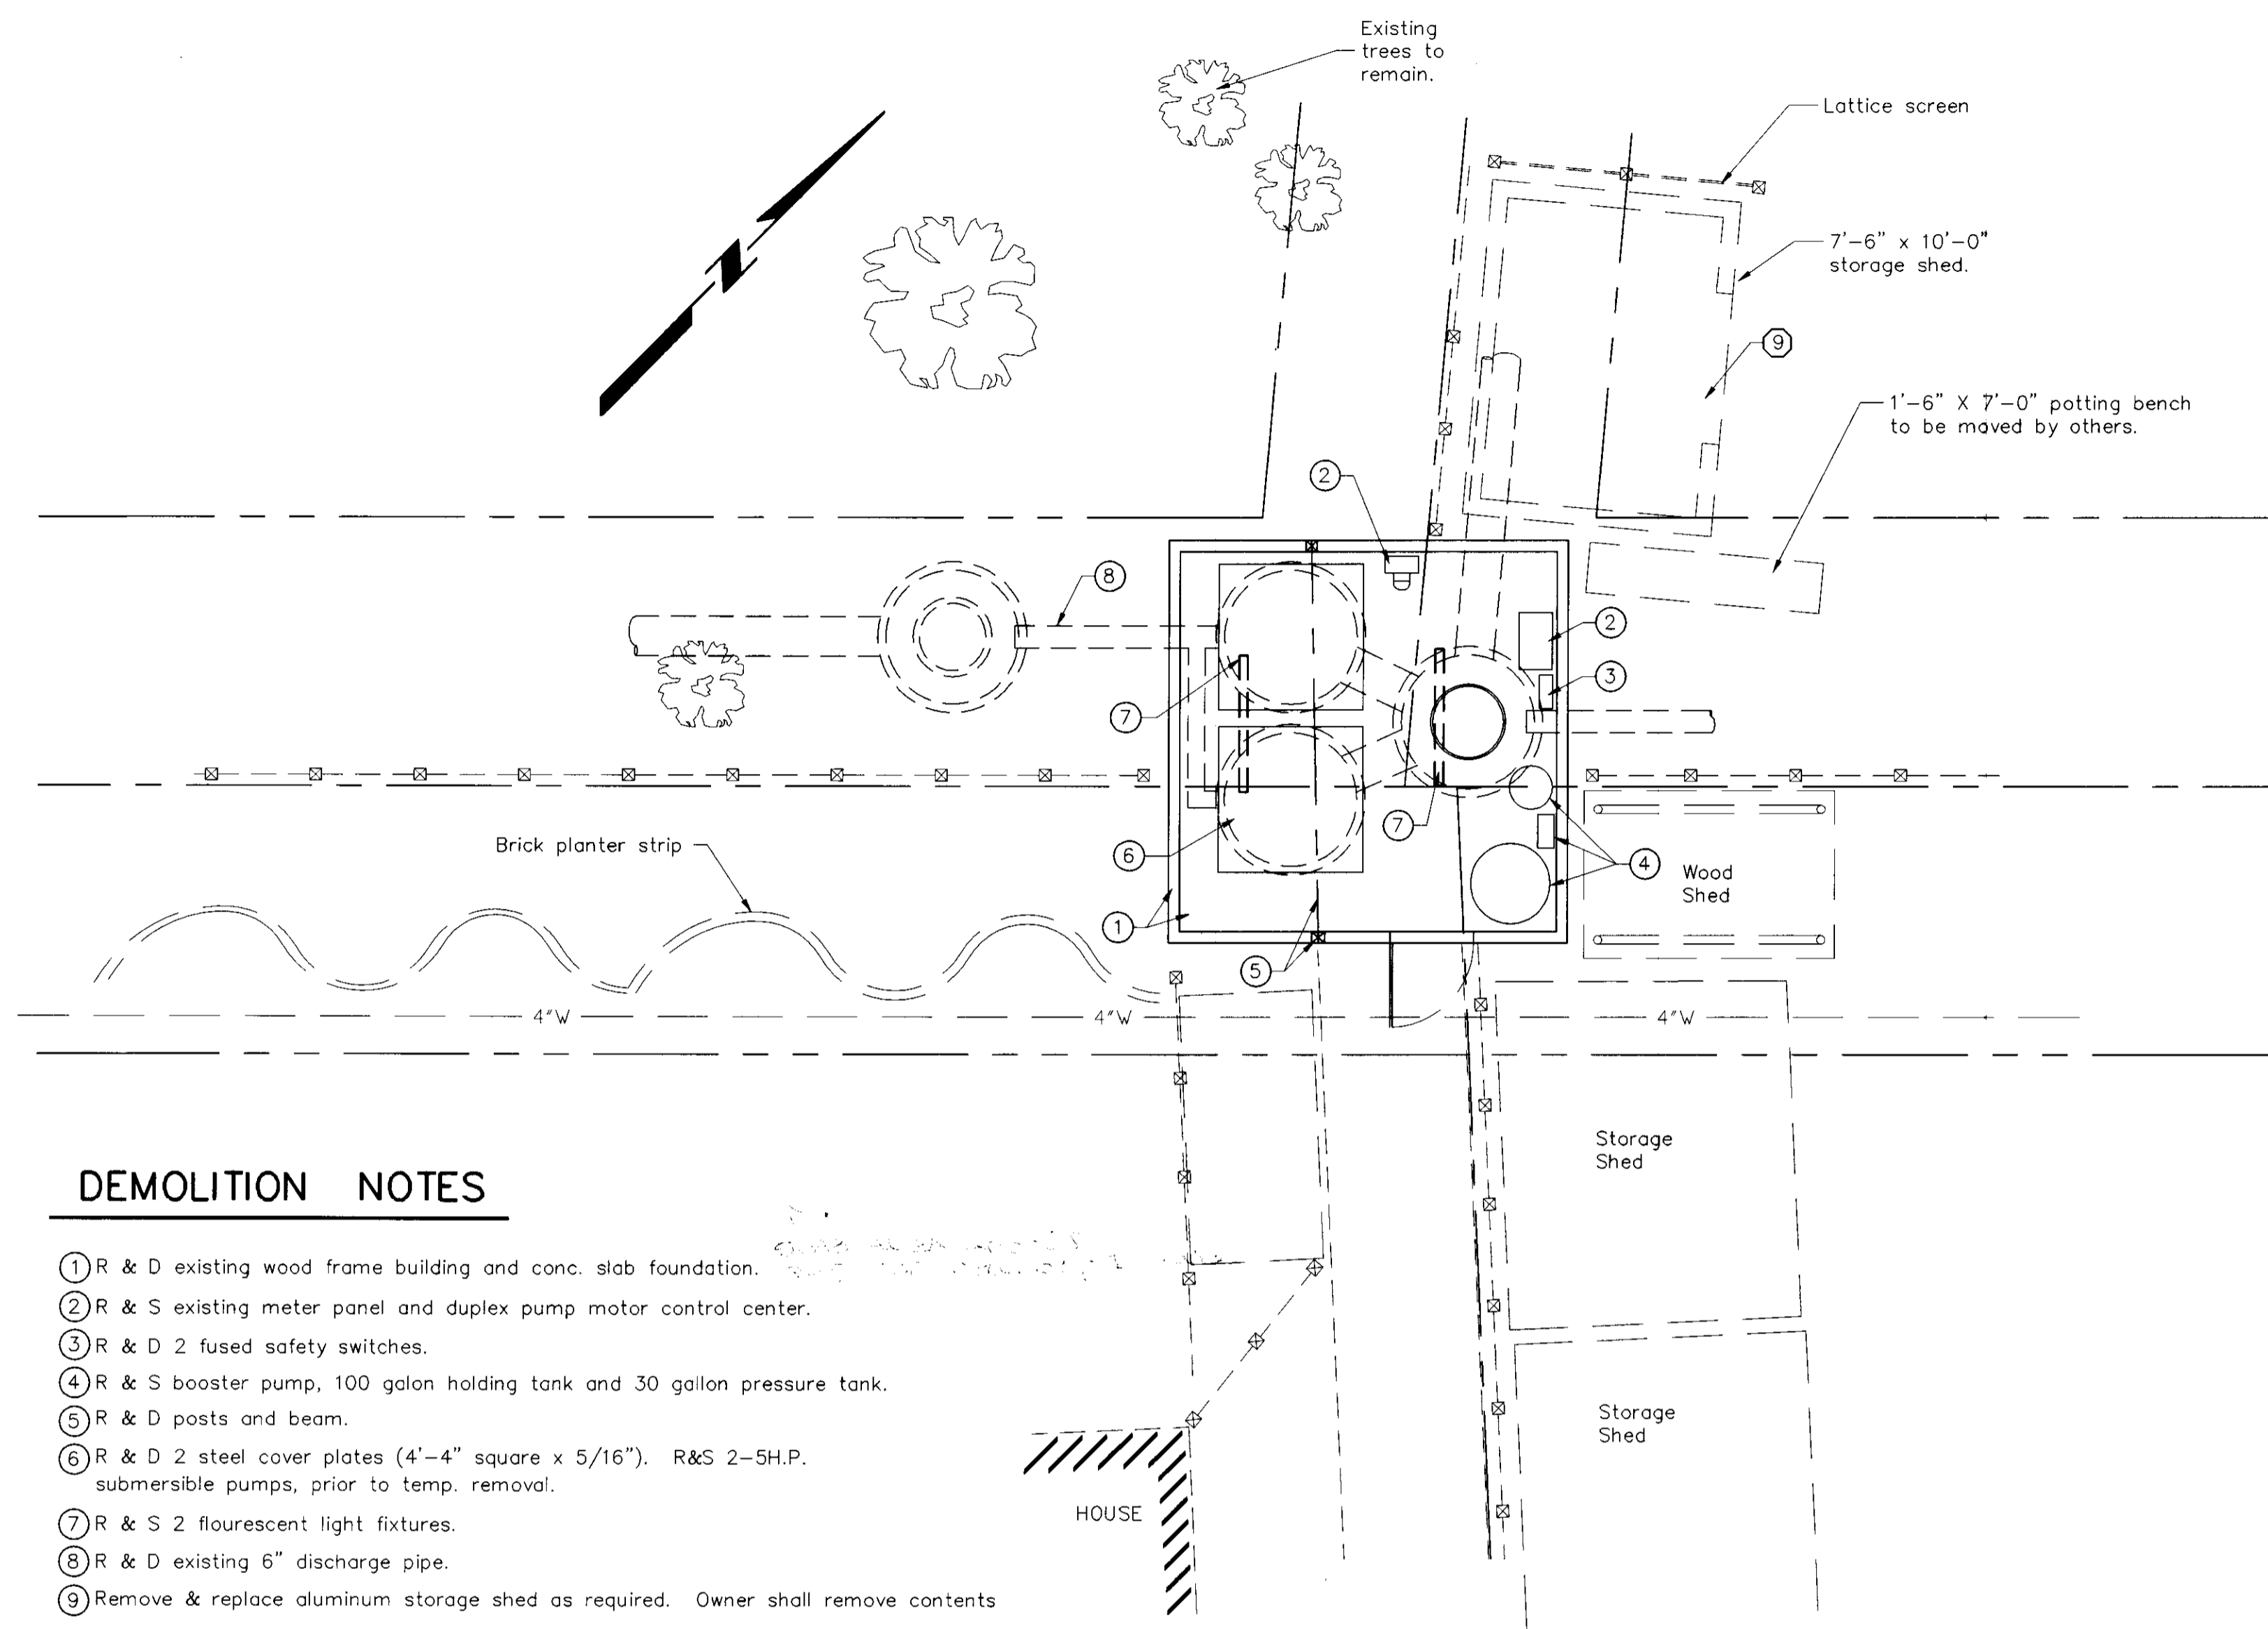 Existing
trees to
remain.
Lattice screen
7'-6" x 10'-0"
storage shed.
9
1'-6" X 7'-0" potting bench
to be moved by others.
N
2
8
2
3
7
7
6
4
Wood
Shed
Brick planter strip
1
5
4"W
4"W
4"W
Storage
Shed
Storage
Shed
HOUSE
DEMOLITION NOTES
1 R & D existing wood frame building and conc. slab foundation.
2 R & S existing meter panel and duplex pump motor control center.
3 R & D 2 fused safety switches.
4 R & S booster pump, 100 galon holding tank and 30 gallon pressure tank.
5 R & D posts and beam.
6 R & D 2 steel cover plates (4'-4" square x 5/16"). R&S 2-5H.P.
submersible pumps, prior to temp. removal.
7 R & S 2 flourescent light fixtures.
8 R & D existing 6" discharge pipe.
9 Remove & replace aluminum storage shed as required. Owner shall remove contents